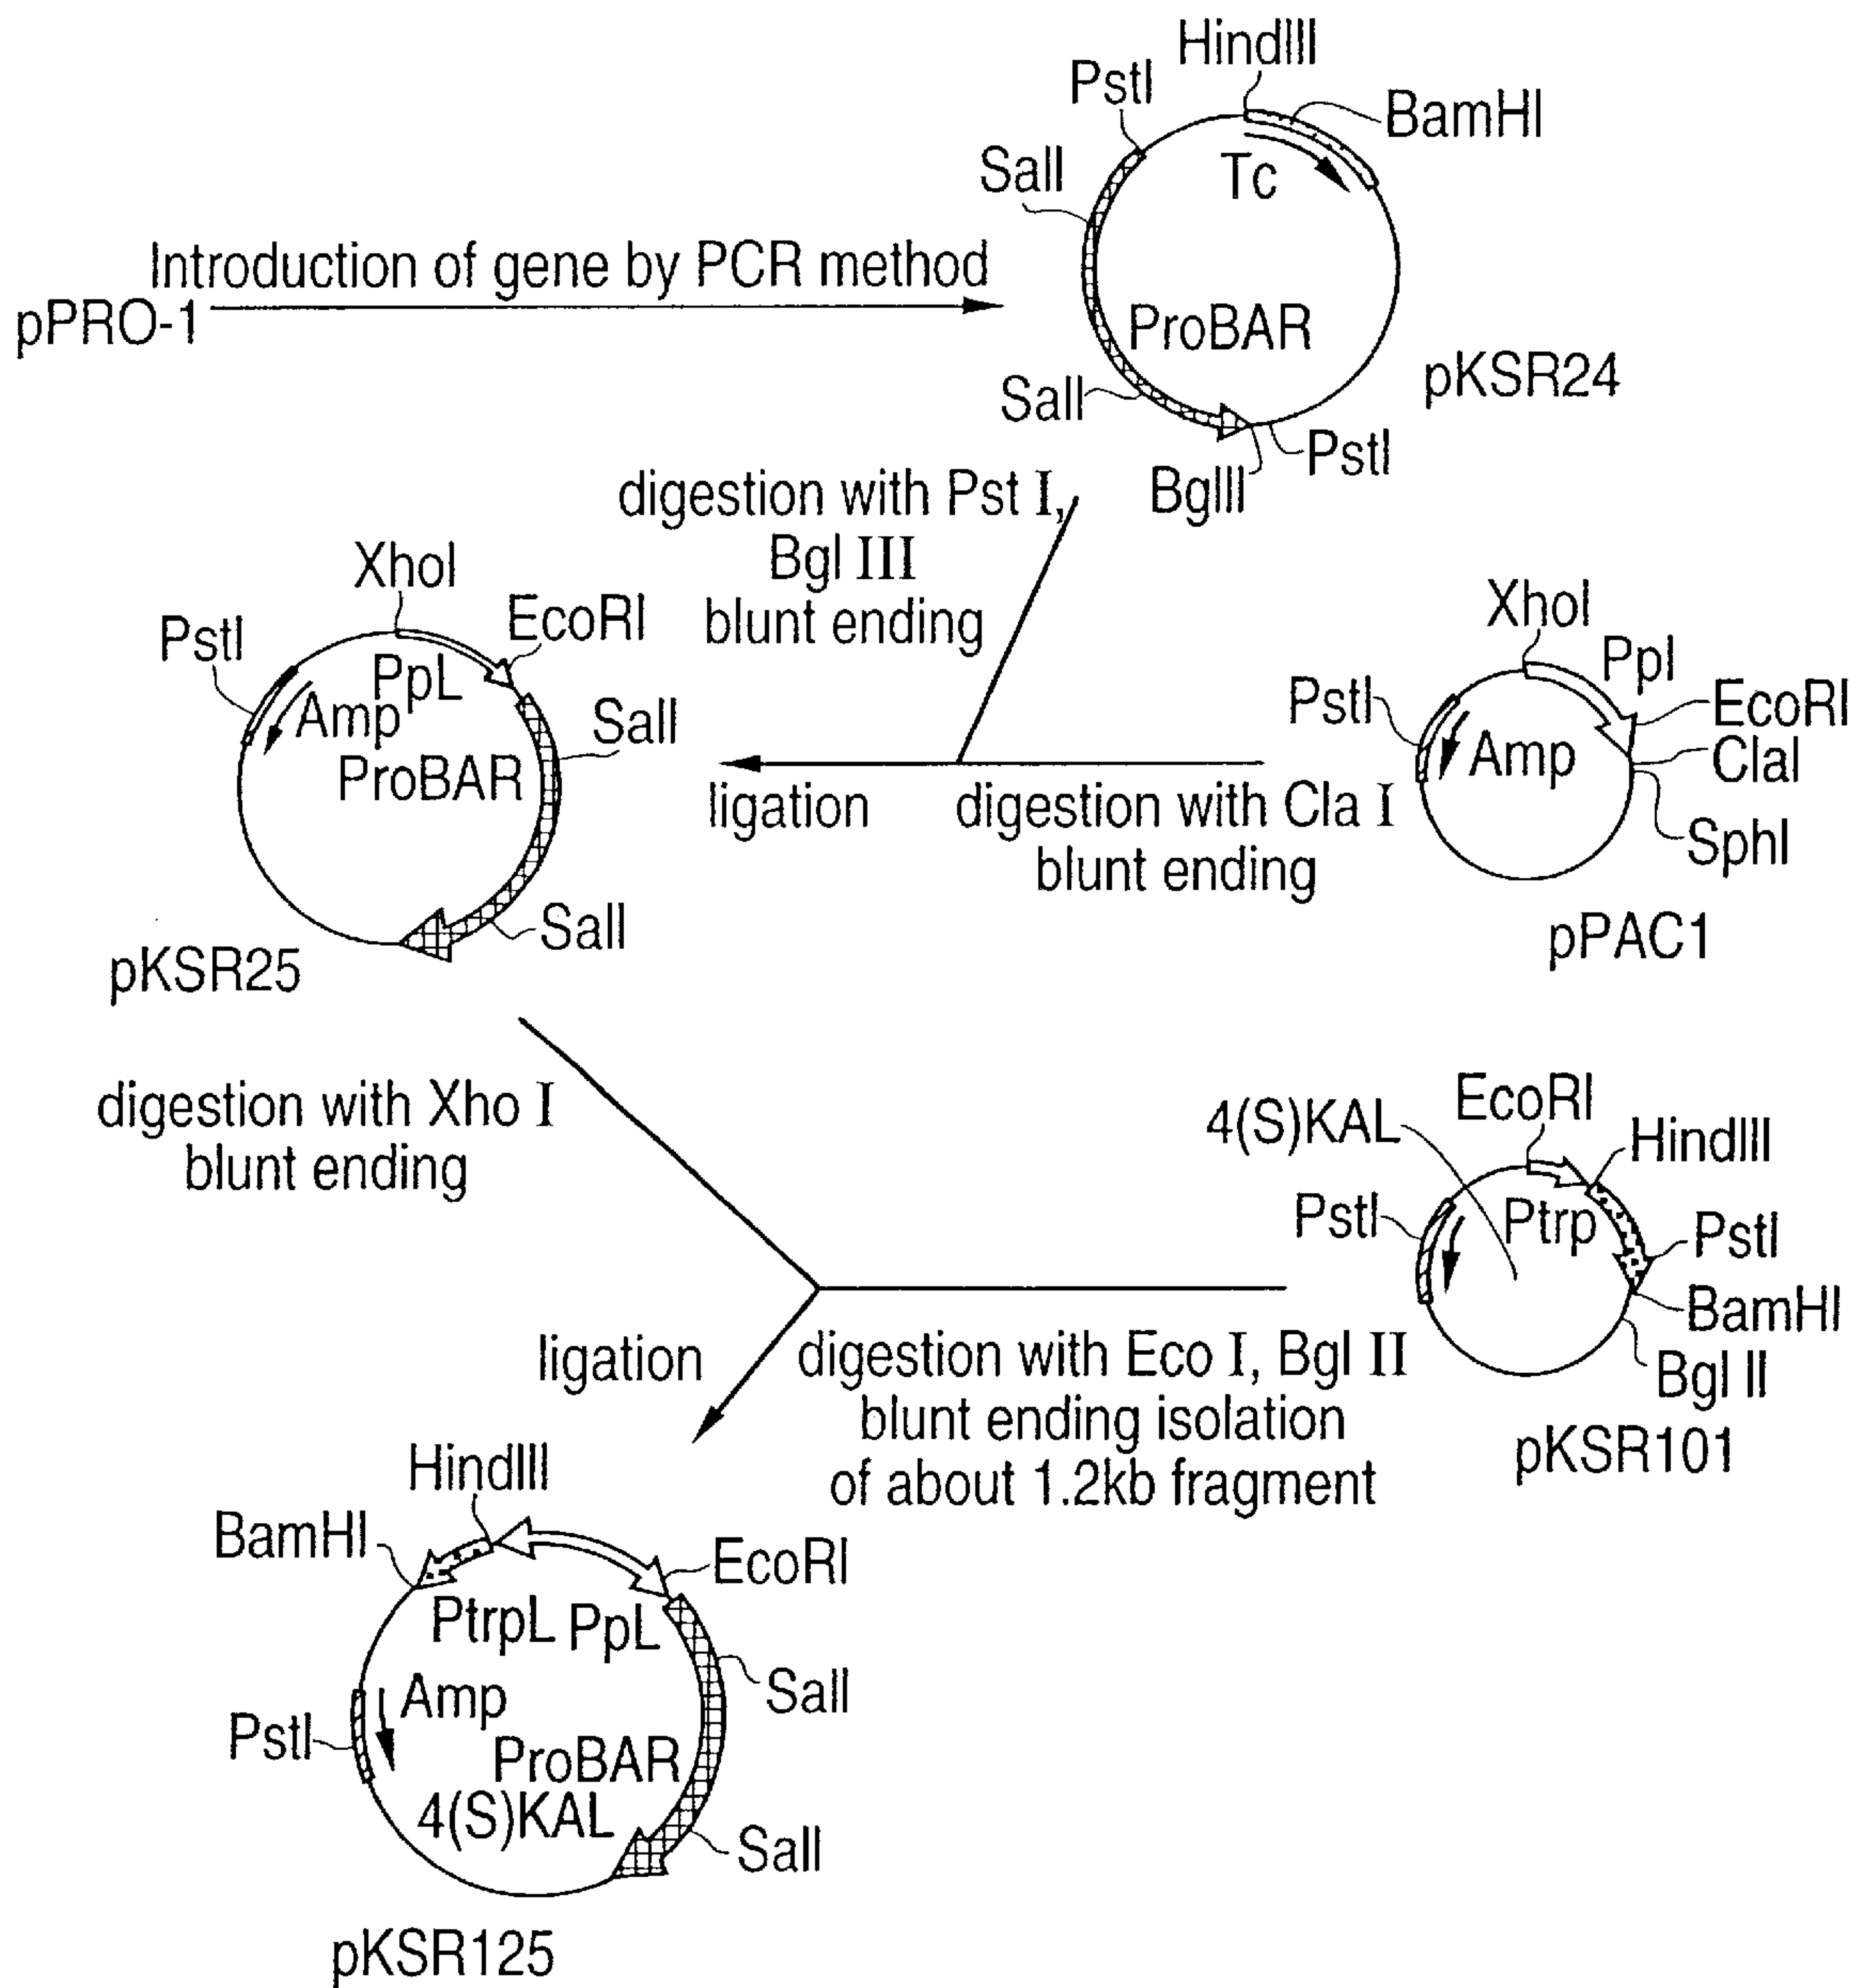 HindIII
PstI
BamHI
SalI
Tc
Introduction of gene by PCR method
pPRO-1
ProBAR
pKSR24
SalI
PstI
BglII
digestion with Pst I,
Bgl III
blunt ending
XhoI
EcoRI
PstI
PpL
Amp
SalI
ProBAR
SalI
pKSR25
ligation
digestion with Cla I
blunt ending
XhoI
PpI
PstI
EcoRI
Amp
ClaI
SphI
pPAC1
digestion with Xho I
blunt ending
4(S)KAL
EcoRI
HindIII
PstI
Ptrp
PstI
BamHI
Bgl II
pKSR101
ligation
digestion with Eco I, Bgl II
blunt ending isolation
of about 1.2kb fragment
HindIII
BamHI
EcoRI
PtrpL
PpL
SalI
Amp
PstI
ProBAR
4(S)KAL
SalI
pKSR125